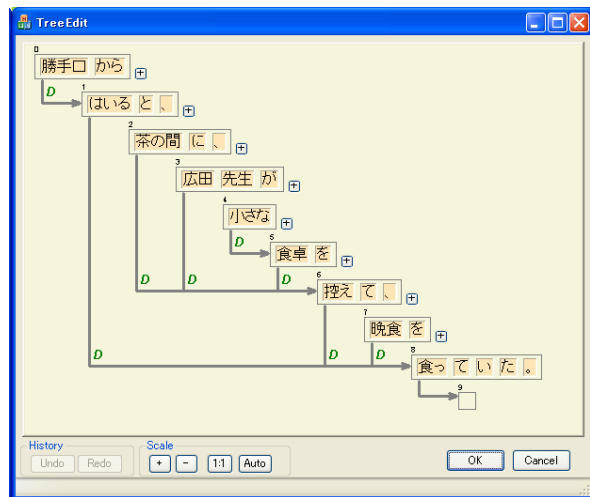 TreeEdit
0
勝手口 から
D
1
はいる と 、
2
茶の間 に 、
3
広田 先生 が
4
小さな
D
5
食卓 を
D D D
6
控え て 、
7
晩食 を
D D D
8
食っ て い た 。
9
History Scale
Undo Redo + - 1:1 Auto OK Cancel